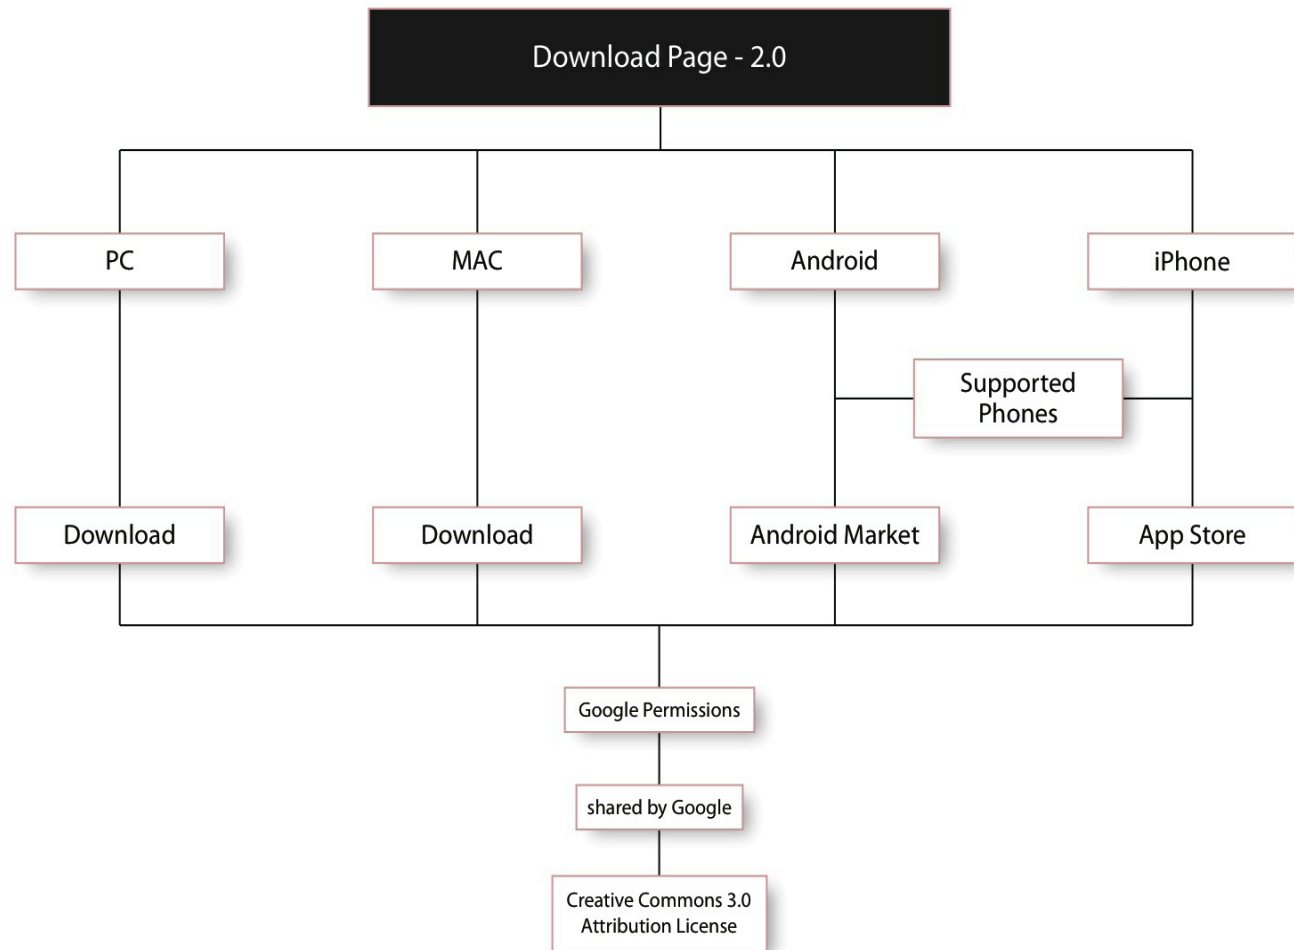 Download Page - 2.0
PC
MAC
Android
iPhone
Supported
Phones
Download
Download
Android Market
App Store
Google Permissions
shared by Google
Creative Commons 3.0
Attribution License